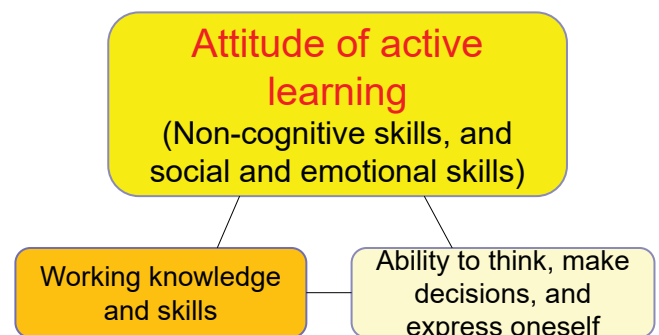 Attitude of active
learning
(Non-cognitive skills, and
social and emotional skills)
Working knowledge
and skills
Ability to think, make
decisions, and
express oneself